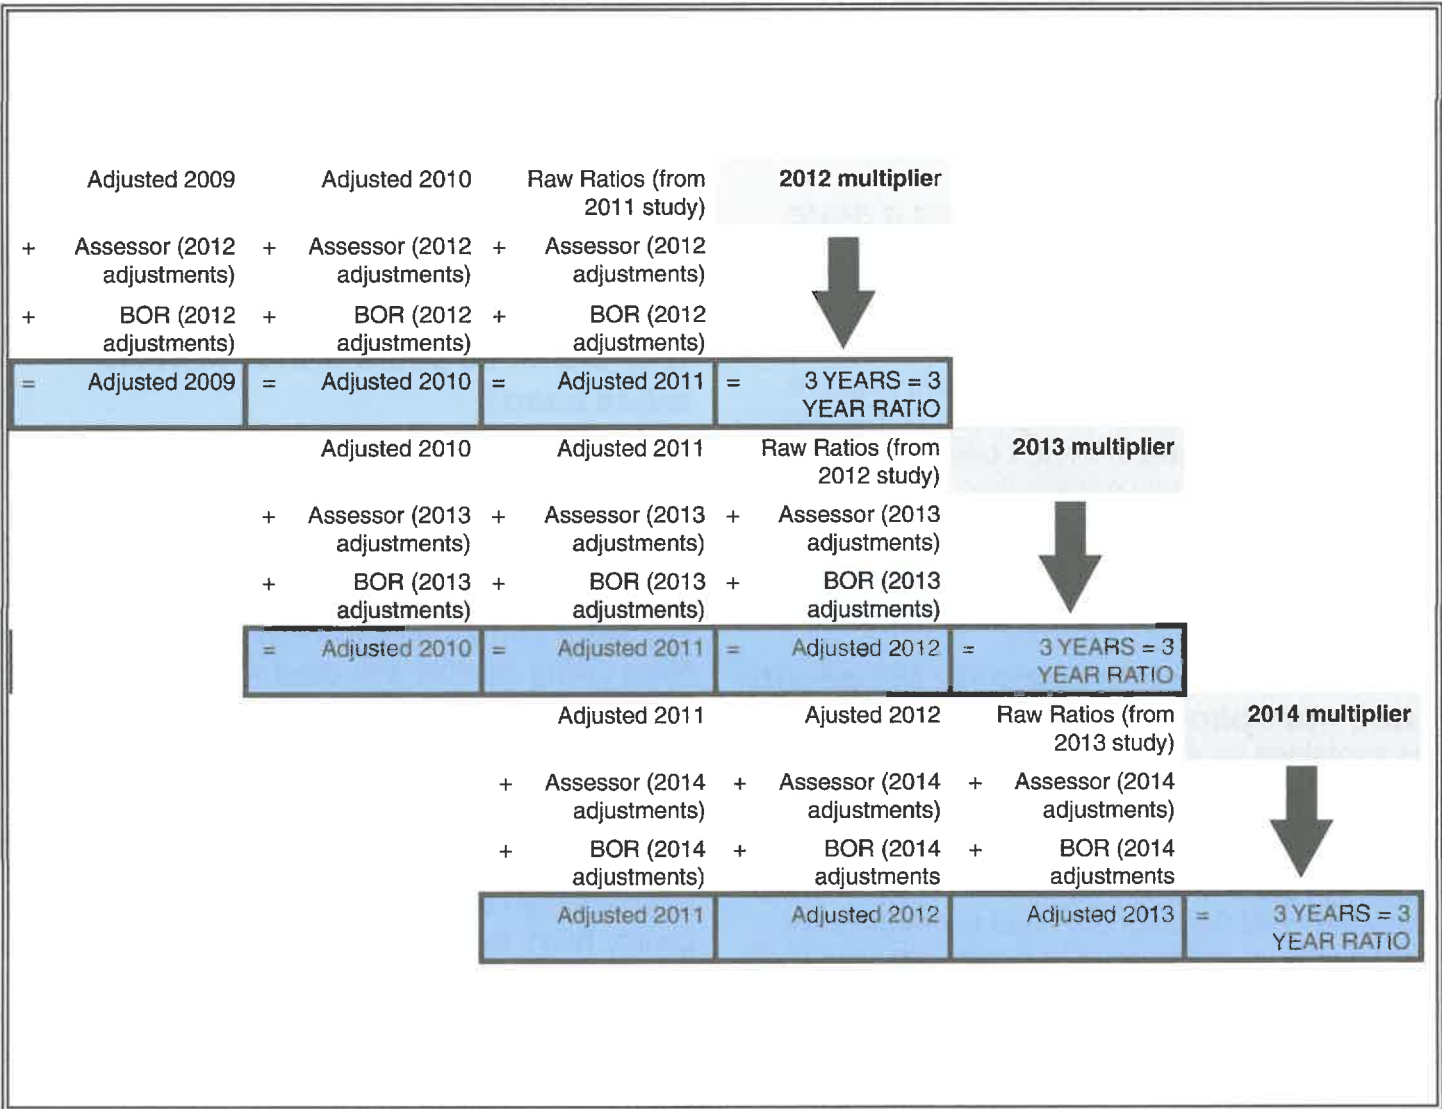 Adjusted 2009 Adjusted 2010 Raw Ratios (from 2012 multiplier
2011 study)
+ Assessor (2012 + Assessor (2012 + Assessor (2012
adjustments) adjustments) adjustments)
+ BOR (2012 + BOR (2012 + BOR (2012
adjustments) adjustments) adjustments)
= Adjusted 2009 = Adjusted 2010 = Adjusted 2011 = 3 YEARS = 3
YEAR RATIO
Adjusted 2010 Adjusted 2011 Raw Ratios (from 2013 multiplier
2012 study)
+ Assessor (2013 + Assessor (2013 + Assessor (2013
adjustments) adjustments) adjustments)
+ BOR (2013 + BOR (2013 + BOR (2013
adjustments) adjustments) adjustments)
= Adjusted 2010 = Adjusted 2011 = Adjusted 2012 = 3 YEARS = 3
YEAR RATIO
Adjusted 2011 Ajusted 2012 Raw Ratios (from 2014 multiplier
2013 study)
+ Assessor (2014 + Assessor (2014 + Assessor (2014
adjustments) adjustments) adjustments)
+ BOR (2014 + BOR (2014 + BOR (2014
adjustments) adjustments adjustments
Adjusted 2011 Adjusted 2012 Adjusted 2013 = 3 YEARS = 3
YEAR RATIO